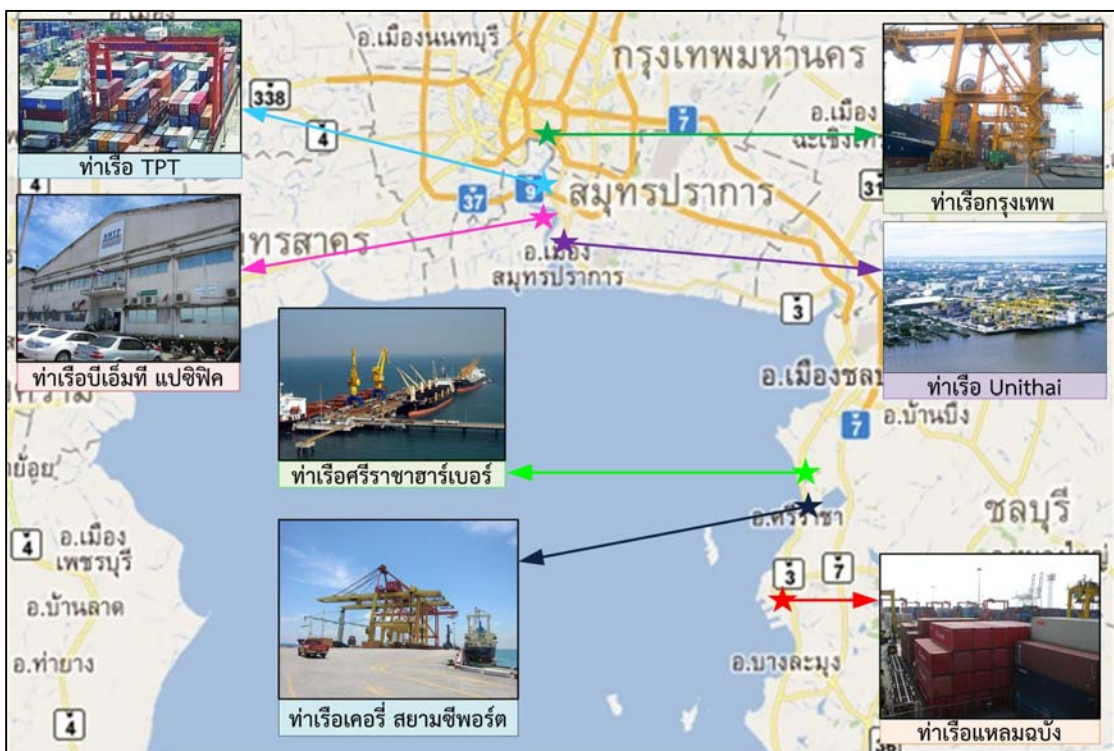 อ.เมืองนนทบุรี
กรุงเทพมหานคร
338
4
7
อ.เมือง
ฉะเชิงเท
ท่าเรือ TPT
4
9
37
สมุทรปราการ
31
ท่าเรือกรุงเทพ
ทรสาคร
อ.เมือง
สมุทรปราการ
3
ท่าเรือบีเอ็มที แปซิฟิค
อ.เมืองชลบุ
ท่าเรือ Unithai
7
อ.บ้านบึง
ท่าเรือศรีราชาฮาร์เบอร์
อ.ศรีราชา
ชลบุรี
4
อ.เมือง
เพชรบุรี
3
7
อ.บ้านลาด
อ.ท่ายาง
อ.บางละมุง
4
ท่าเรือเคอรี่ สยามซีพอร์ต
ท่าเรือแหลมฉบัง
7
36